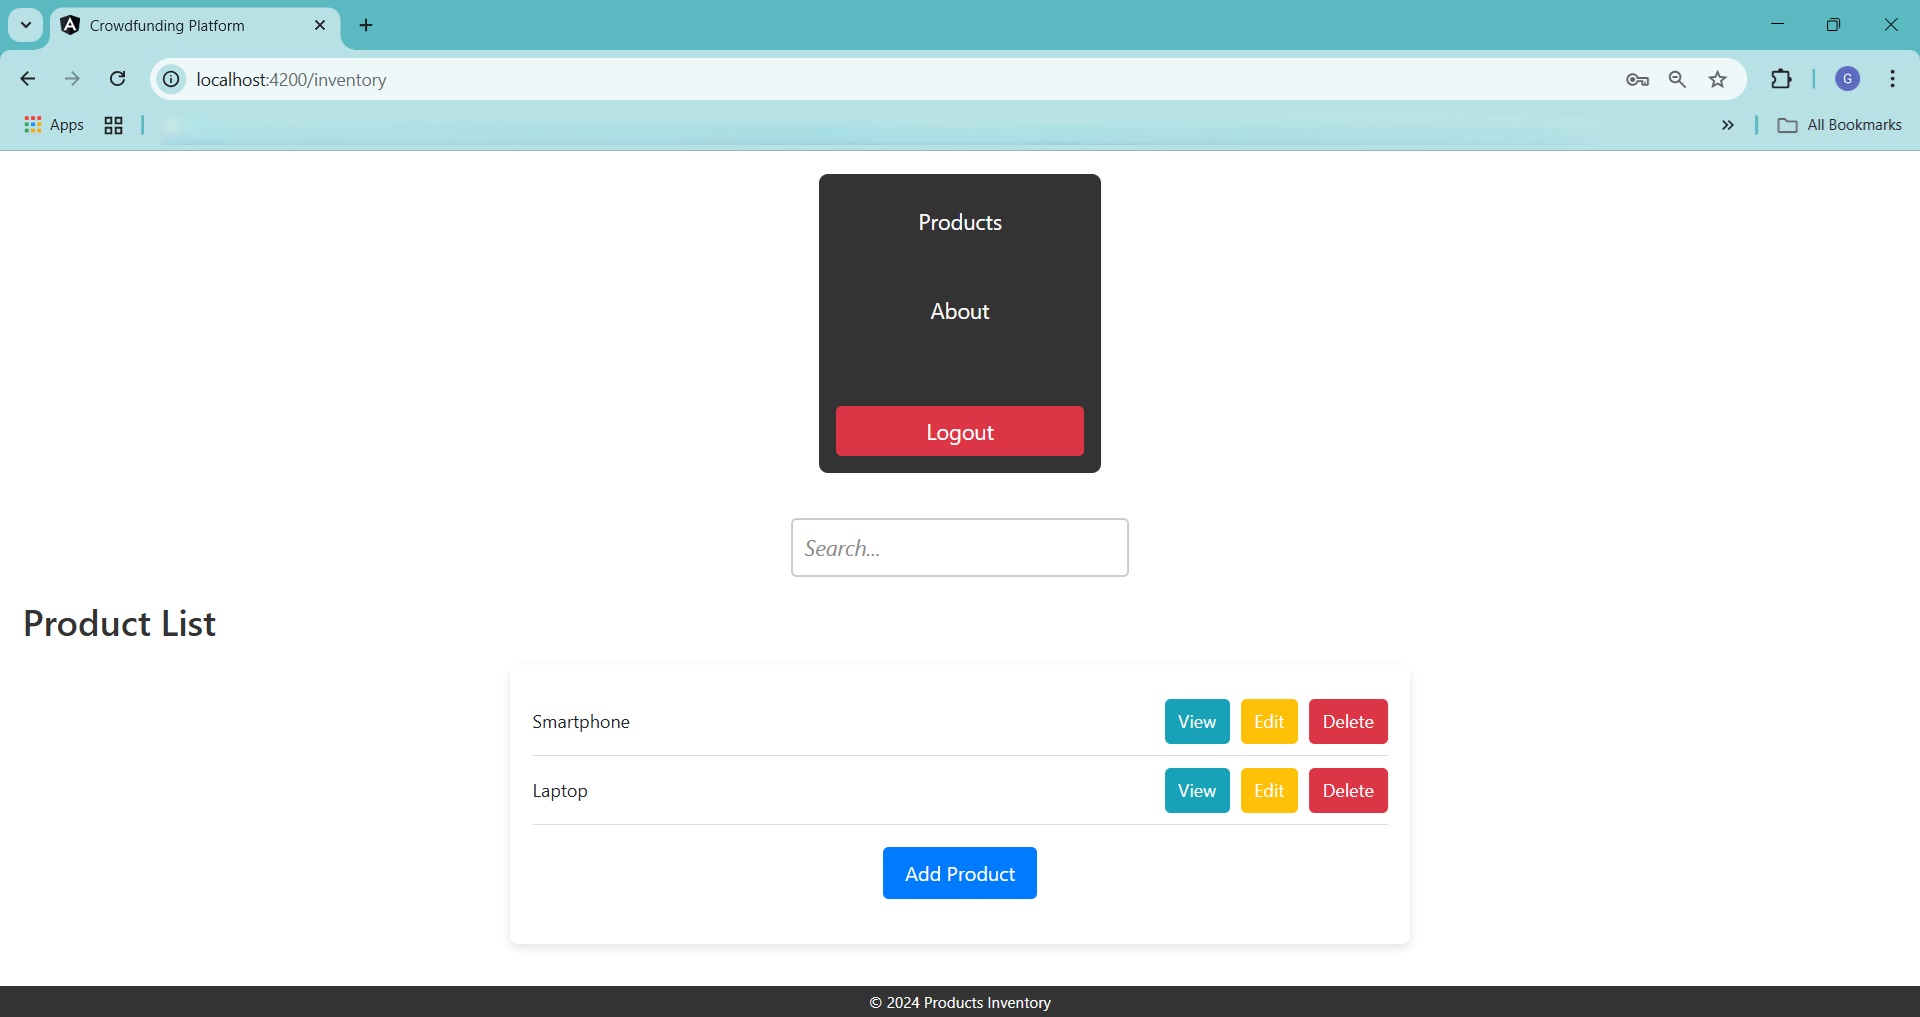 Crowdfunding Platform
localhost:4200/inventory
G
Apps
All Bookmarks
Products
About
Logout
Search...
Product List
Smartphone View Edit Delete
Laptop View Edit Delete
Add Product
© 2024 Products Inventory